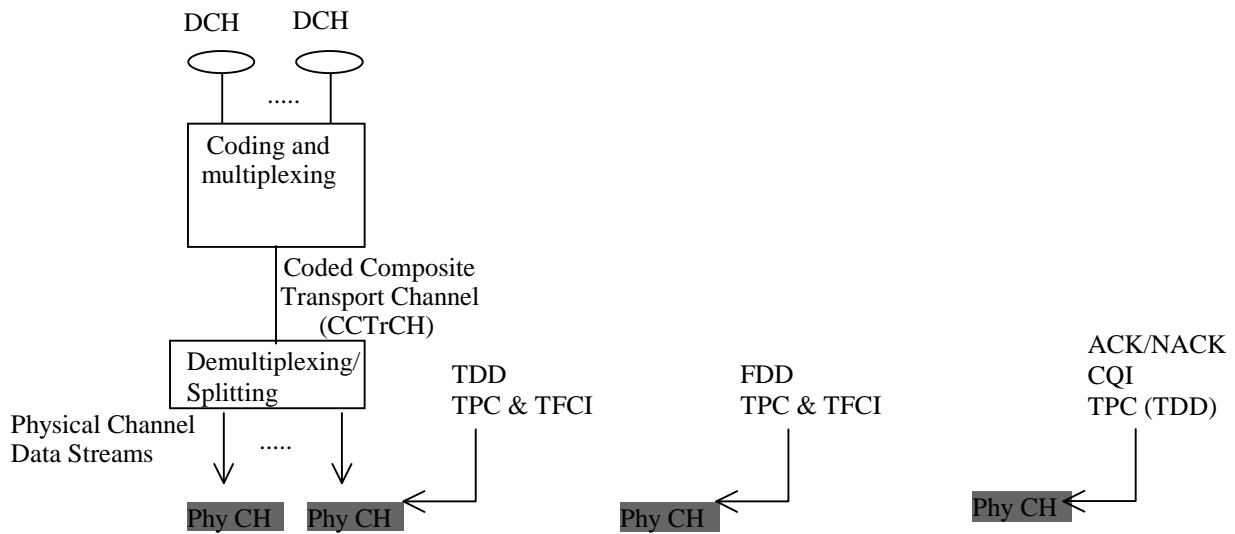 DCH DCH
.....
Coding and
multiplexing
Coded Composite
Transport Channel
(CCTrCH)
Demultiplexing/
Splitting
Physical Channel
Data Streams
.....
TDD
TPC & TFCI
FDD
TPC & TFCI
ACK/NACK
CQI
TPC (TDD)
Phy CH Phy CH Phy CH Phy CH